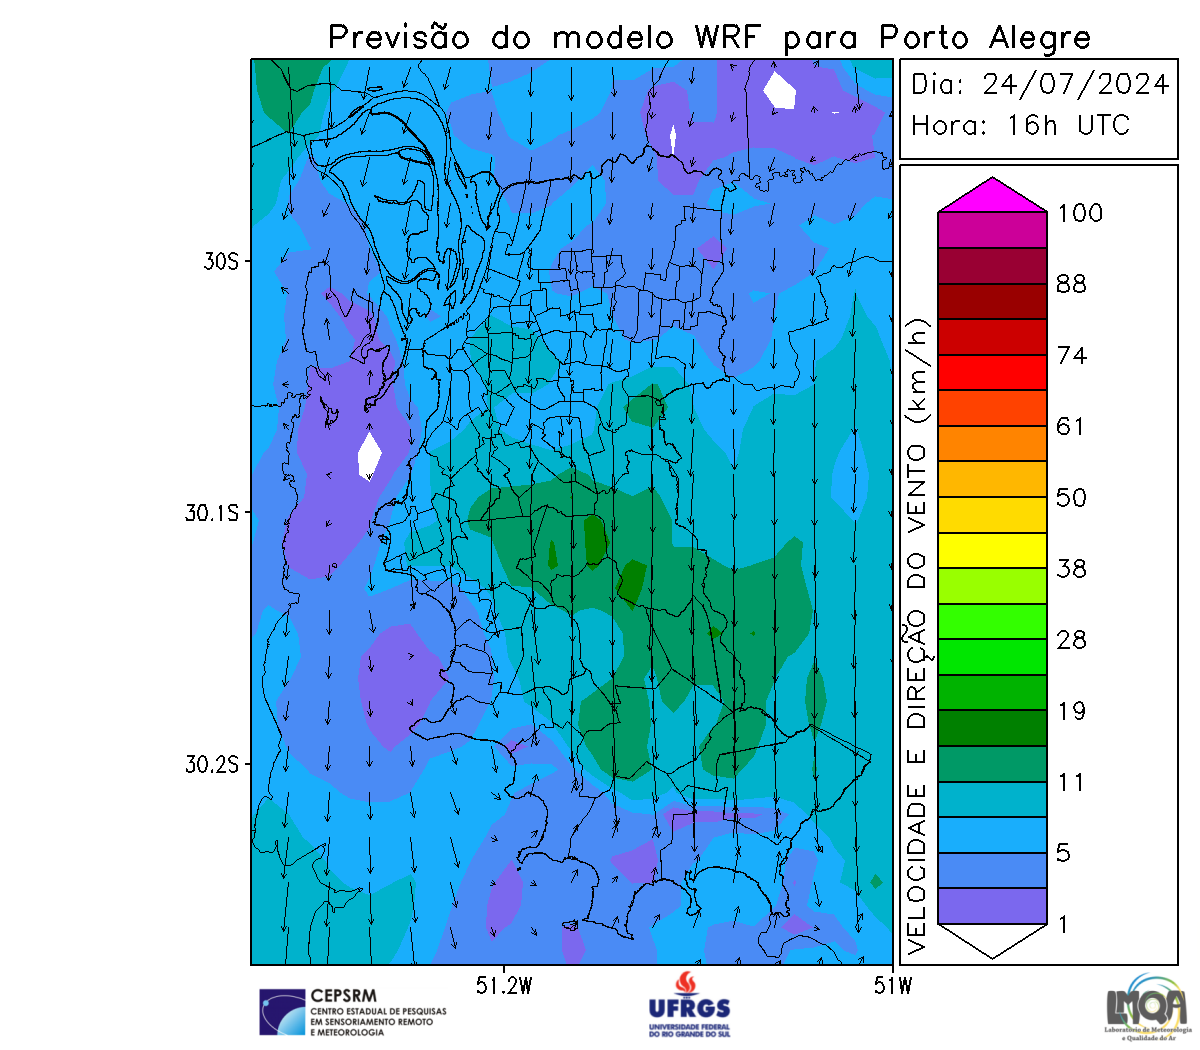 Previsão do modelo WRF para Porto Alegre
Dia: 24/07/2024
Hora: 16h UTC
100
88
74
61
50
38
28
19
11
5
1
VELOCIDADE E DIREÇÃO DO VENTO (km/h)
30S
30.1S
30.2S
51.2W
51W
CEPSRM
CENTRO ESTADUAL DE PESQUISAS
EM SENSORIAMENTO REMOTO
E METEOROLOGIA
UFRGS
UNIVERSIDADE FEDERAL
DO RIO GRANDE DO SUL
LMQA
Laboratório de Meteorologia
e Qualidade do Ar